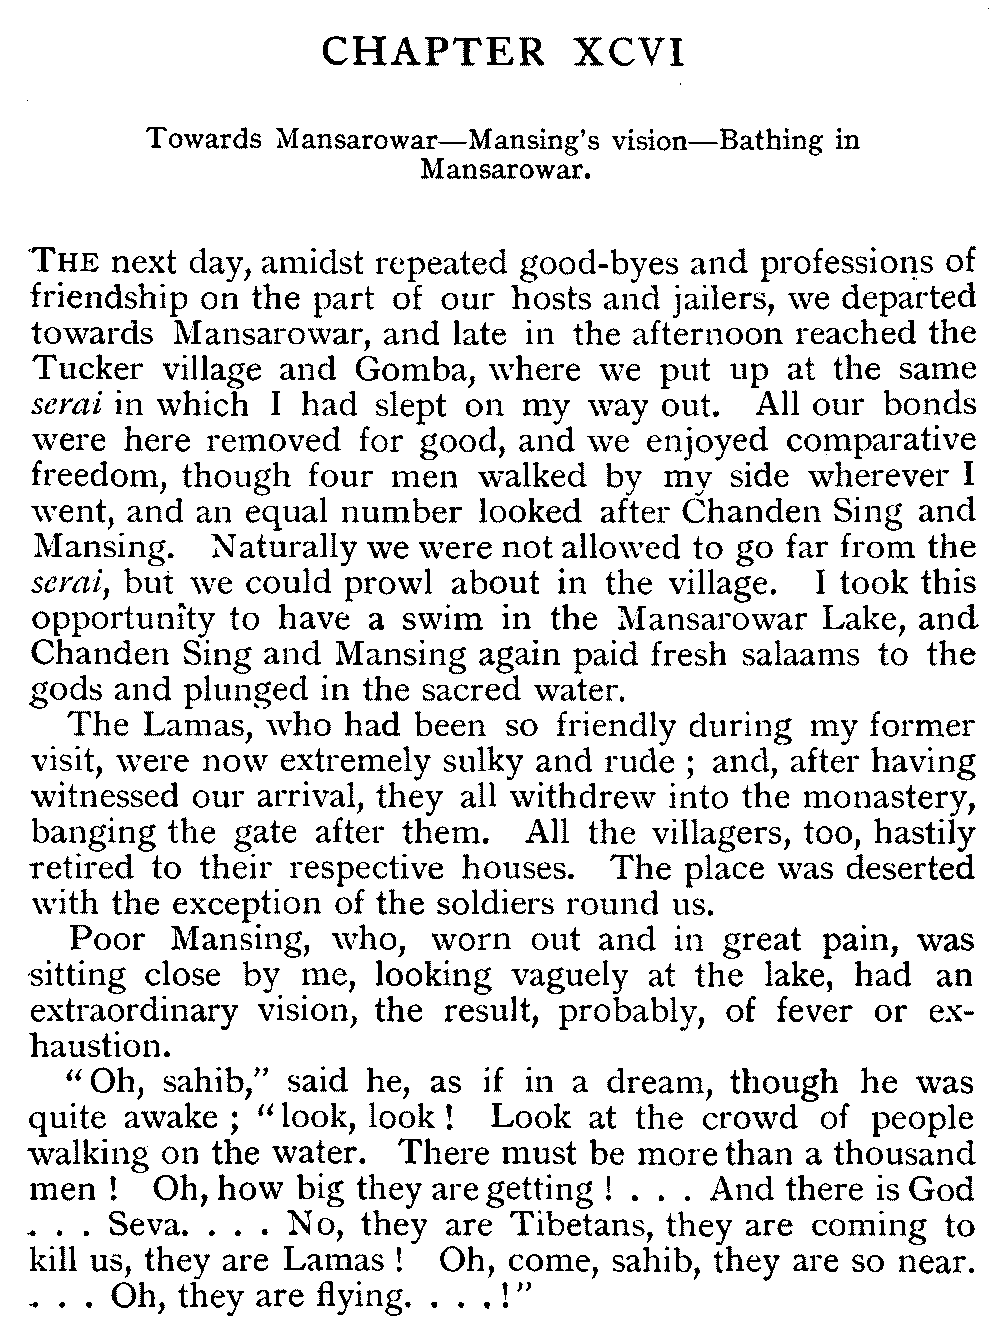 CHAPTER XCVI
Towards Mansarowar—Mansing's vision—Bathing in
Mansarowar.
THE next day, amidst repeated good-byes and professions of
friendship on the part of our hosts and jailers, we departed
towards Mansarowar, and late in the afternoon reached the
Tucker village and Gomba, where we put up at the same
serai in which I had slept on my way out. All our bonds
were here removed for good, and we enjoyed comparative
freedom, though four men walked by my side wherever I
went, and an equal number looked after Chanden Sing and
Mansing. Naturally we were not allowed to go far from the
serai, but we could prowl about in the village. I took this
opportunity to have a swim in the Mansarowar Lake, and
Chanden Sing and Mansing again paid fresh salaams to the
gods and plunged in the sacred water.
The Lamas, who had been so friendly during my former
visit, were now extremely sulky and rude ; and, after having
witnessed our arrival, they all withdrew into the monastery,
banging the gate after them. All the villagers, too, hastily
retired to their respective houses. The place was deserted
with the exception of the soldiers round us.
Poor Mansing, who, worn out and in great pain, was
sitting close by me, looking vaguely at the lake, had an
extraordinary vision, the result, probably, of fever or ex-
haustion.
"Oh, sahib," said he, as if in a dream, though he was
quite awake ; "look, look ! Look at the crowd of people
walking on the water. There must be more than a thousand
men ! Oh, how big they are getting ! . . . And there is God
. . . Seva. . . . No, they are Tibetans, they are coming to
kill us, they are Lamas ! Oh, come, sahib, they are so near.
. . . Oh, they are flying. . . . !"